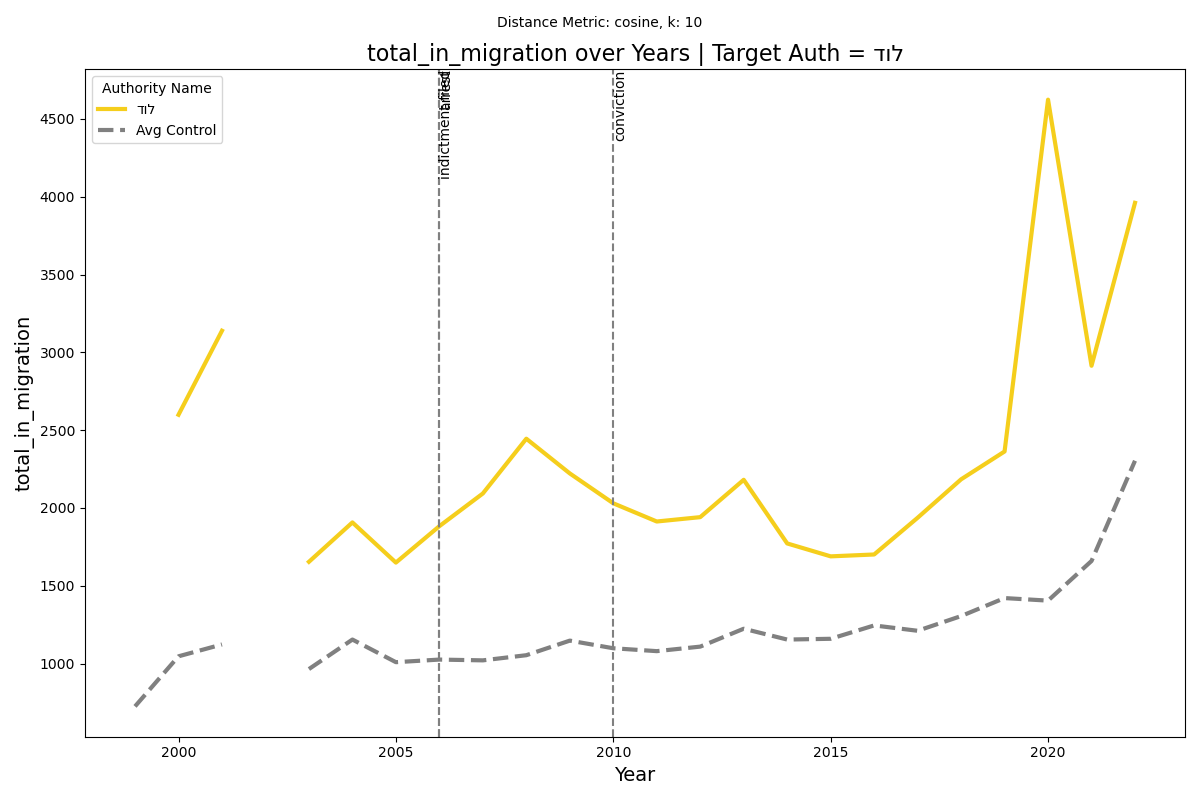 Distance Metric: cosine, k: 10
total_in_migration over Years | Target Auth = לוד
Authority Name
לוד
Avg Control
arrest
indictment filed
conviction
total_in_migration
4500
4000
3500
3000
2500
2000
1500
1000
2000
2005
2010
2015
2020
Year